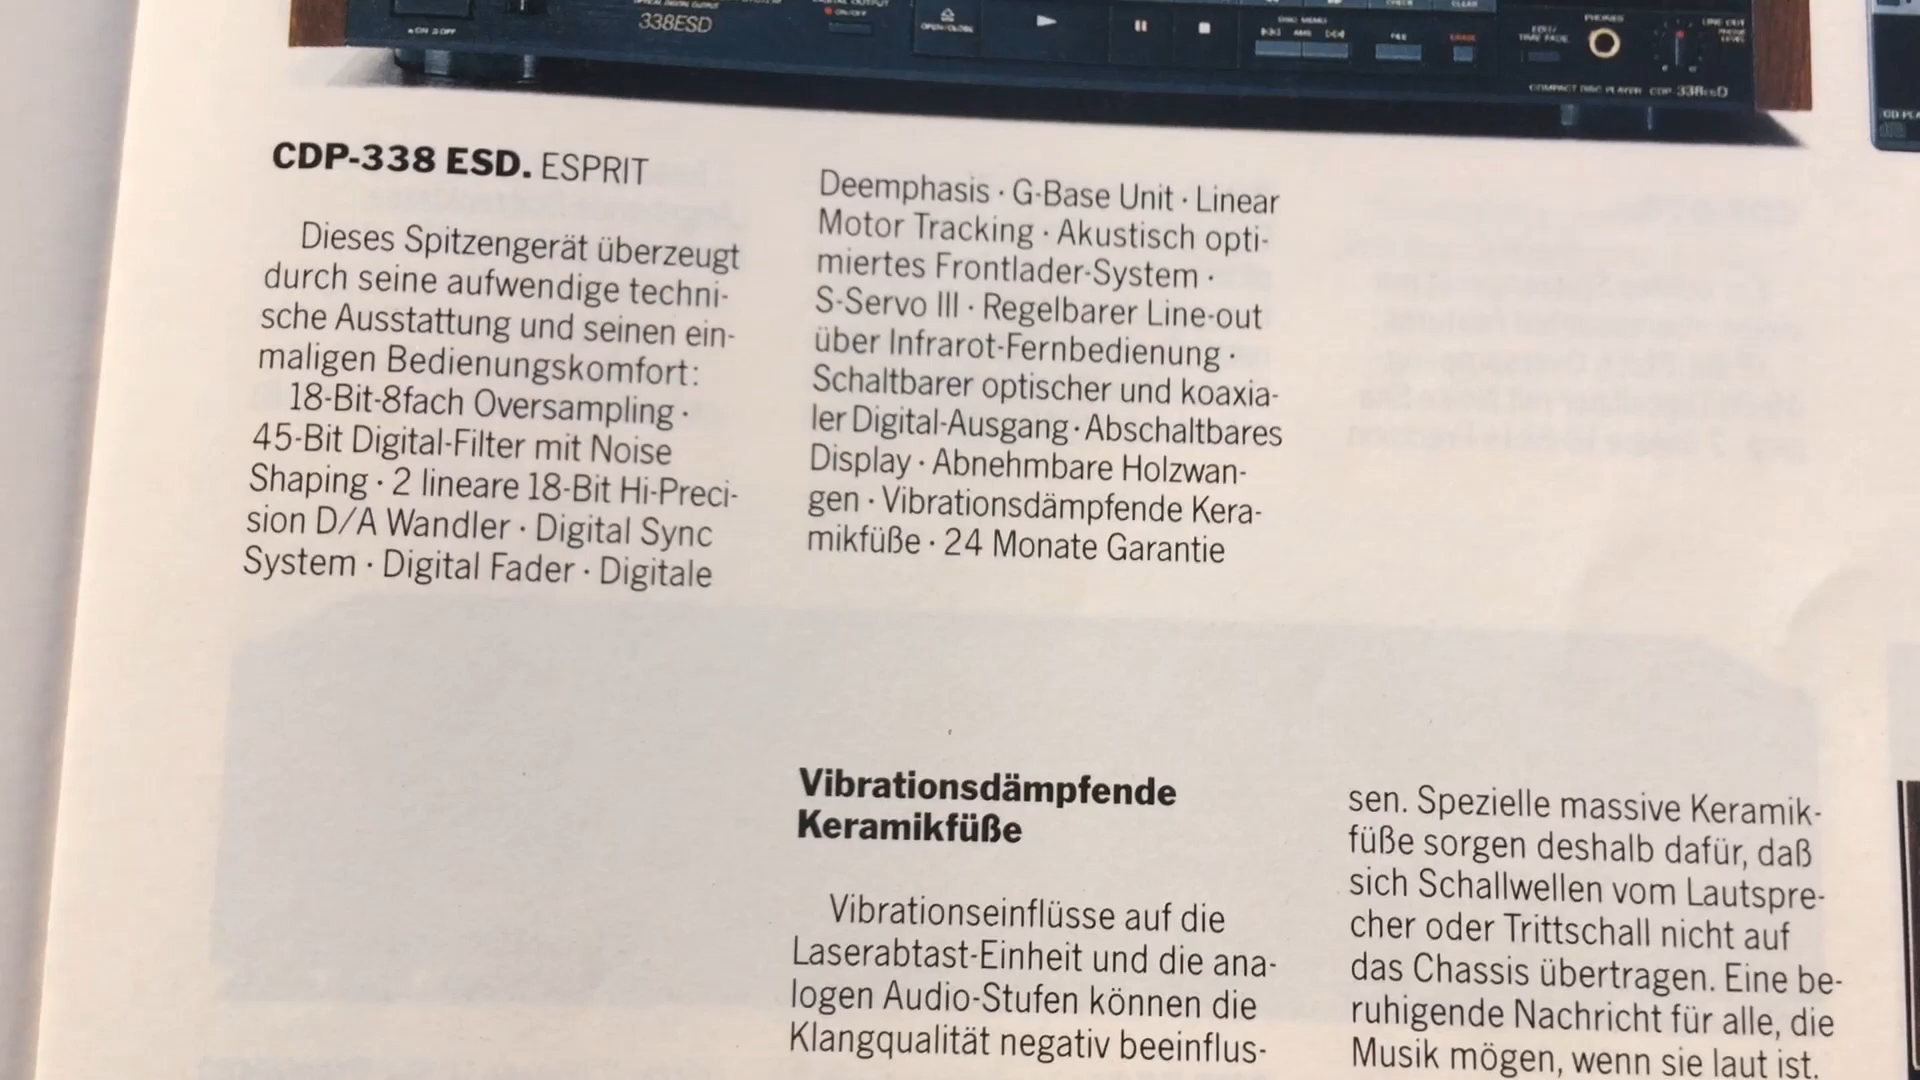 338ESD
OPEN/CLOSE
COMPACT DISC PLAYER CDP-338ESD
CDP-338 ESD. ESPRIT
Dieses Spitzengerät überzeugt
durch seine aufwendige techni-
sche Ausstattung und seinen ein-
maligen Bedienungskomfort:
18-Bit-8fach Oversampling ·
45-Bit Digital-Filter mit Noise
Shaping · 2 lineare 18-Bit Hi-Preci-
sion D/A Wandler · Digital Sync
System · Digital Fader · Digitale
Deemphasis · G-Base Unit · Linear
Motor Tracking · Akustisch opti-
miertes Frontlader-System ·
S-Servo III · Regelbarer Line-out
über Infrarot-Fernbedienung ·
Schaltbarer optischer und koaxia-
ler Digital-Ausgang · Abschaltbares
Display · Abnehmbare Holzwan-
gen · Vibrationsdämpfende Kera-
mikfüße · 24 Monate Garantie
Vibrationsdämpfende
Keramikfüße
Vibrationseinflüsse auf die
Laserabtast-Einheit und die ana-
logen Audio-Stufen können die
Klangqualität negativ beeinflus-
sen. Spezielle massive Keramik-
füße sorgen deshalb dafür, daß
sich Schallwellen vom Lautspre-
cher oder Trittschall nicht auf
das Chassis übertragen. Eine be-
ruhigende Nachricht für alle, die
Musik mögen, wenn sie laut ist.